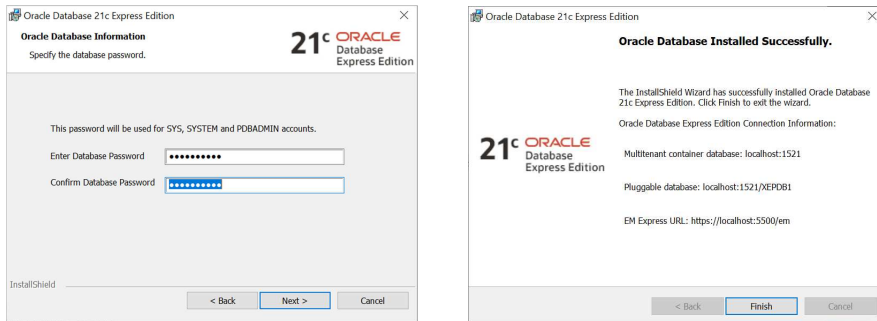 Oracle Database 21c Express Edition
Oracle Database Information
Specify the database password.
21c ORACLE
Database
Express Edition
This password will be used for SYS, SYSTEM and PDBADMIN accounts.
Enter Database Password
Confirm Database Password
InstallShield
< Back Next > Cancel
Oracle Database 21c Express Edition
Oracle Database Installed Successfully.
The InstallShield Wizard has successfully installed Oracle Database
21c Express Edition. Click Finish to exit the wizard.
Oracle Database Express Edition Connection Information:
21c ORACLE
Database
Express Edition
Multitenant container database: localhost:1521
Pluggable database: localhost:1521/XEPDB1
EM Express URL: https://localhost:5500/em
< Back Finish Cancel